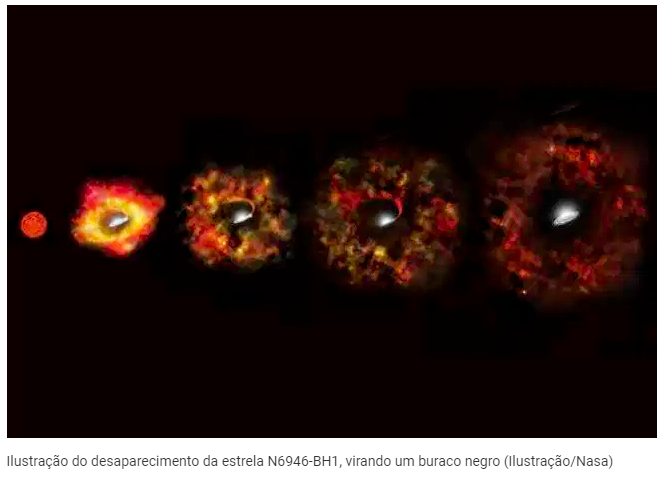 Ilustração do desaparecimento da estrela N6946-BH1, virando um buraco negro (Ilustração/Nasa)